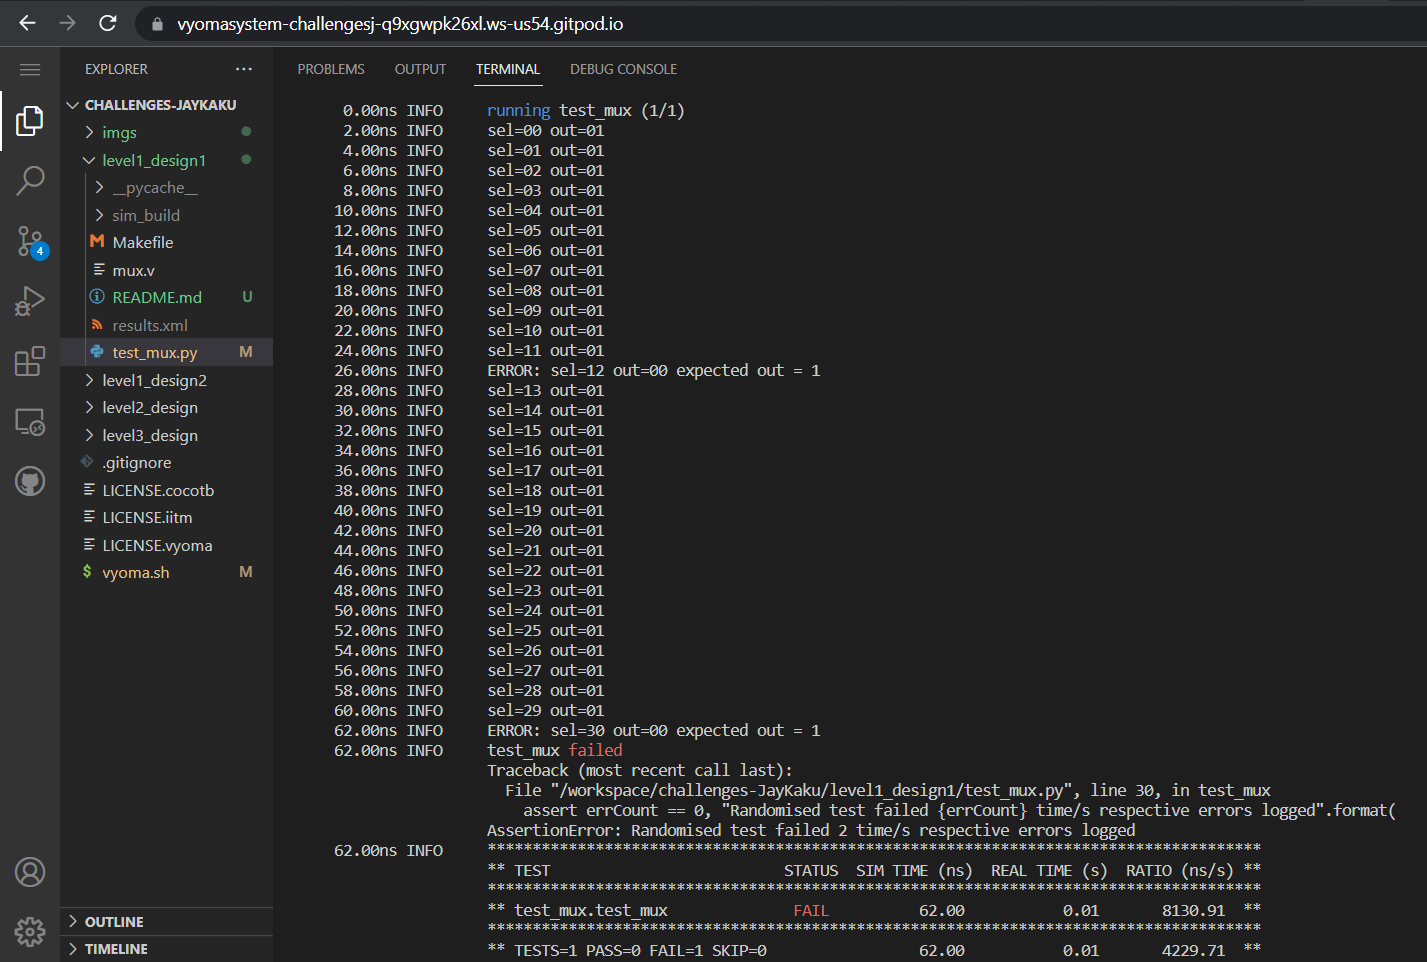 vyomasystem-challengesj-q9xgwpk26xl.ws-us54.gitpod.io
EXPLORER ···
CHALLENGES-JAYKAKU
imgs
level1_design1
__pycache__
sim_build
Makefile
mux.v
README.md U
results.xml
test_mux.py M
level1_design2
level2_design
level3_design
.gitignore
LICENSE.cocotb
LICENSE.iitm
LICENSE.vyoma
vyoma.sh M
OUTLINE
TIMELINE
4
PROBLEMS OUTPUT TERMINAL DEBUG CONSOLE
0.00ns INFO running test_mux (1/1)
2.00ns INFO sel=00 out=01
4.00ns INFO sel=01 out=01
6.00ns INFO sel=02 out=01
8.00ns INFO sel=03 out=01
10.00ns INFO sel=04 out=01
12.00ns INFO sel=05 out=01
14.00ns INFO sel=06 out=01
16.00ns INFO sel=07 out=01
18.00ns INFO sel=08 out=01
20.00ns INFO sel=09 out=01
22.00ns INFO sel=10 out=01
24.00ns INFO sel=11 out=01
26.00ns INFO ERROR: sel=12 out=00 expected out = 1
28.00ns INFO sel=13 out=01
30.00ns INFO sel=14 out=01
32.00ns INFO sel=15 out=01
34.00ns INFO sel=16 out=01
36.00ns INFO sel=17 out=01
38.00ns INFO sel=18 out=01
40.00ns INFO sel=19 out=01
42.00ns INFO sel=20 out=01
44.00ns INFO sel=21 out=01
46.00ns INFO sel=22 out=01
48.00ns INFO sel=23 out=01
50.00ns INFO sel=24 out=01
52.00ns INFO sel=25 out=01
54.00ns INFO sel=26 out=01
56.00ns INFO sel=27 out=01
58.00ns INFO sel=28 out=01
60.00ns INFO sel=29 out=01
62.00ns INFO ERROR: sel=30 out=00 expected out = 1
62.00ns INFO test_mux failed
Traceback (most recent call last):
File "/workspace/challenges-JayKaku/level1_design1/test_mux.py", line 30, in test_mux
assert errCount == 0, "Randomised test failed {errCount} time/s respective errors logged".format(
AssertionError: Randomised test failed 2 time/s respective errors logged
62.00ns INFO **************************************************************************************
** TEST STATUS SIM TIME (ns) REAL TIME (s) RATIO (ns/s) **
**************************************************************************************
** test_mux.test_mux FAIL 62.00 0.01 8130.91 **
**************************************************************************************
** TESTS=1 PASS=0 FAIL=1 SKIP=0 62.00 0.01 4229.71 **